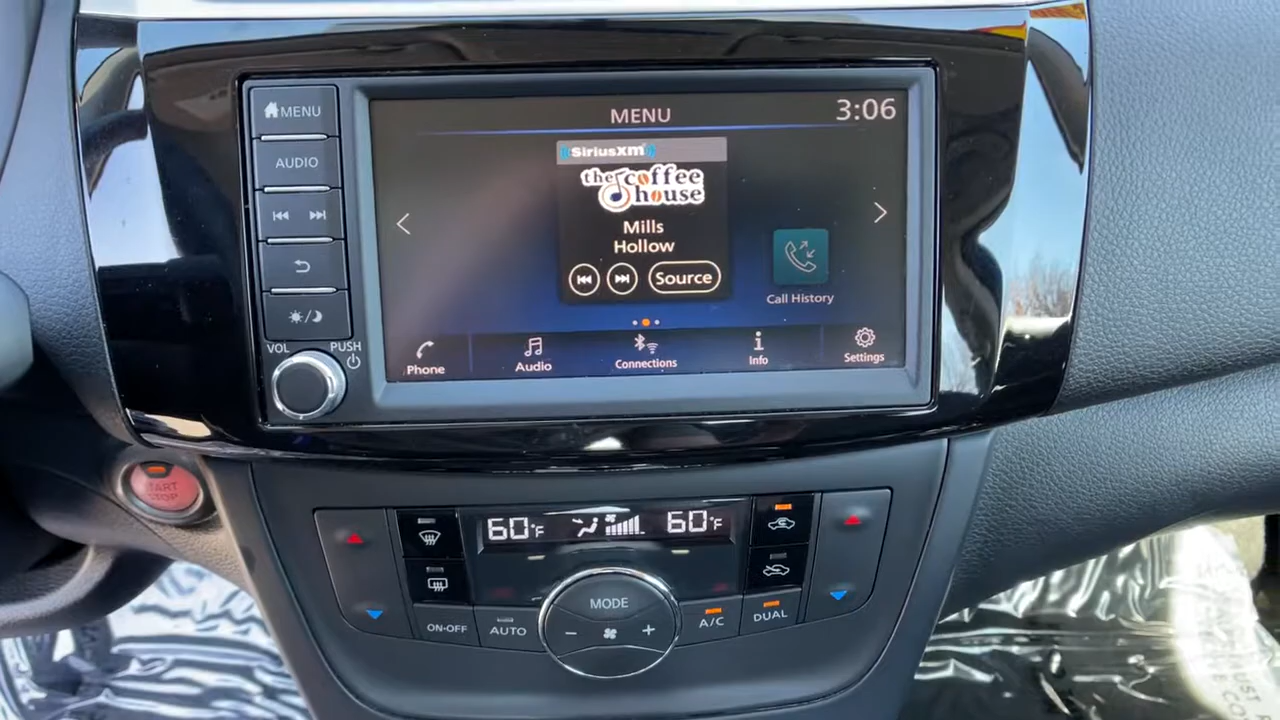 MENU
AUDIO
VOL
PUSH
MENU
3:06
SiriusXM
the coffee
house
Mills
Hollow
Source
Call History
Phone
Audio
Connections
Info
Settings
START
STOP
60°F
60°F
MODE
ON·OFF
AUTO
A/C
DUAL